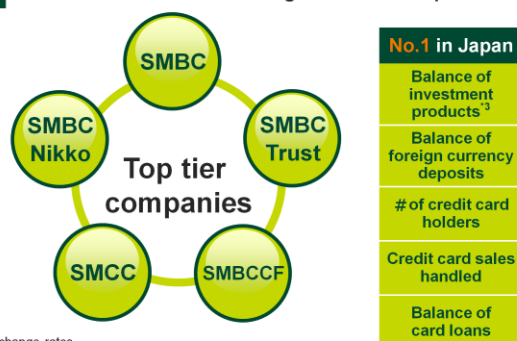 SMBC
SMBC
Nikko
SMBC
Trust
Top tier
companies
SMCC
SMBCCF
No.1 in Japan
Balance of
investment
products*3
Balance of
foreign currency
deposits
# of credit card
holders
Credit card sales
handled
Balance of
card loans